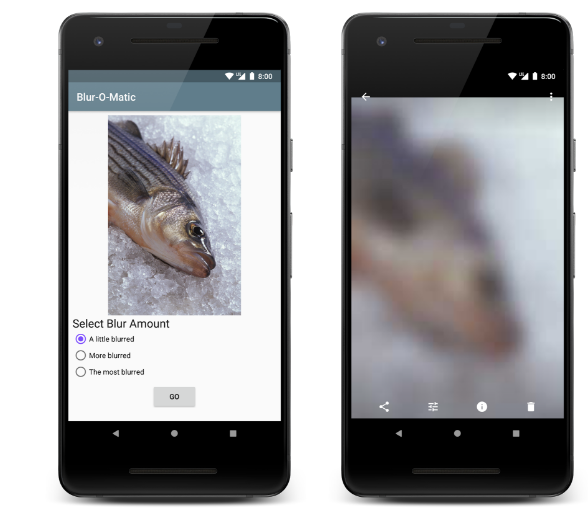 8:00
Blur-O-Matic
Select Blur Amount
A little blurred
More blurred
The most blurred
GO
8:00